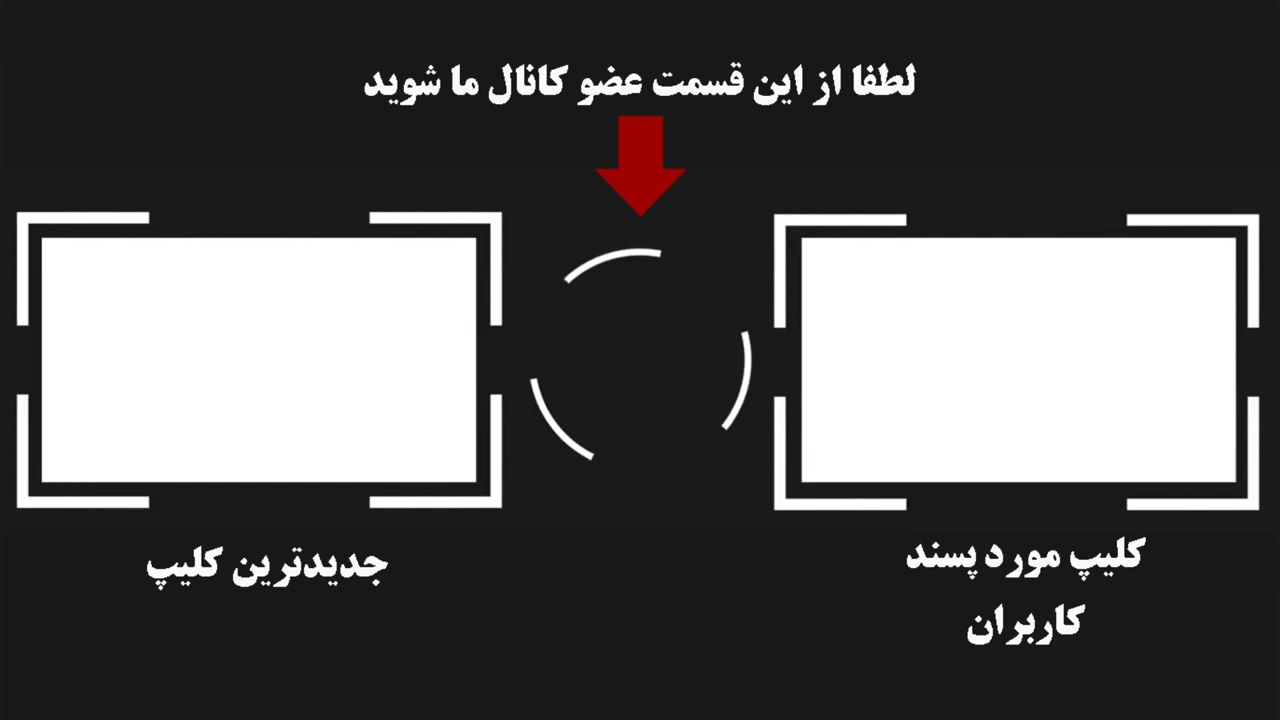 لطفا از این قسمت عضو کانال ما شوید
کلیپ مورد پسند
کاربران
جدیدترین کلیپ